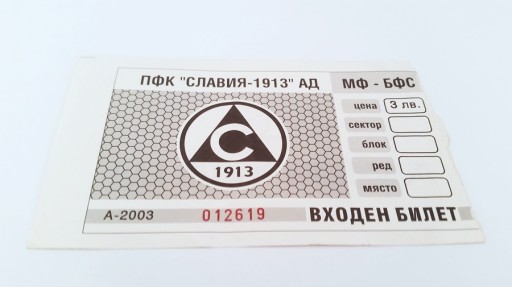 ПФК "СЛАВИЯ-1913" АД
МФ - БФС
цена 3 лв.
сектор
блок
ред
място
С
1913
А-2003
012619
ВХОДЕН БИЛЕТ